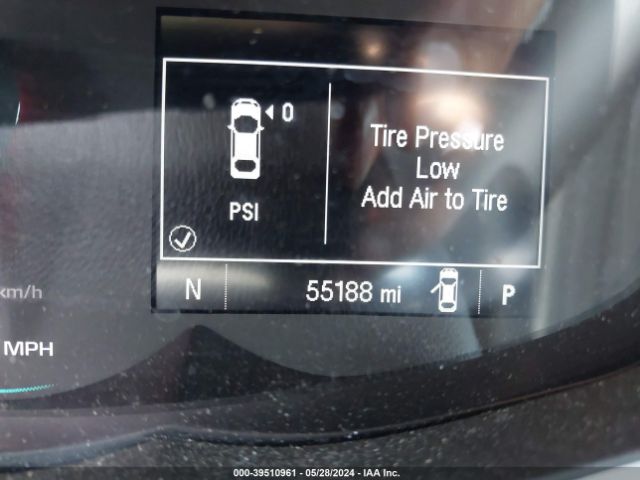 0
Tire Pressure
Low
Add Air to Tire
PSI
N
55188 mi
P
km/h
MPH
000-39510961 - 05/28/2024 - IAA Inc.